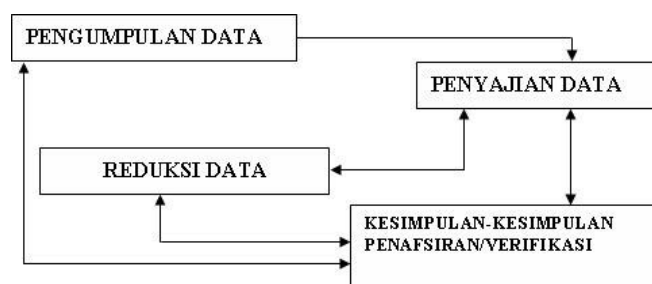 PENGUMPULAN DATA
PENYAJIAN DATA
REDUKSI DATA
KESIMPULAN-KESIMPULAN
PENAFSIRAN/VERIFIKASI